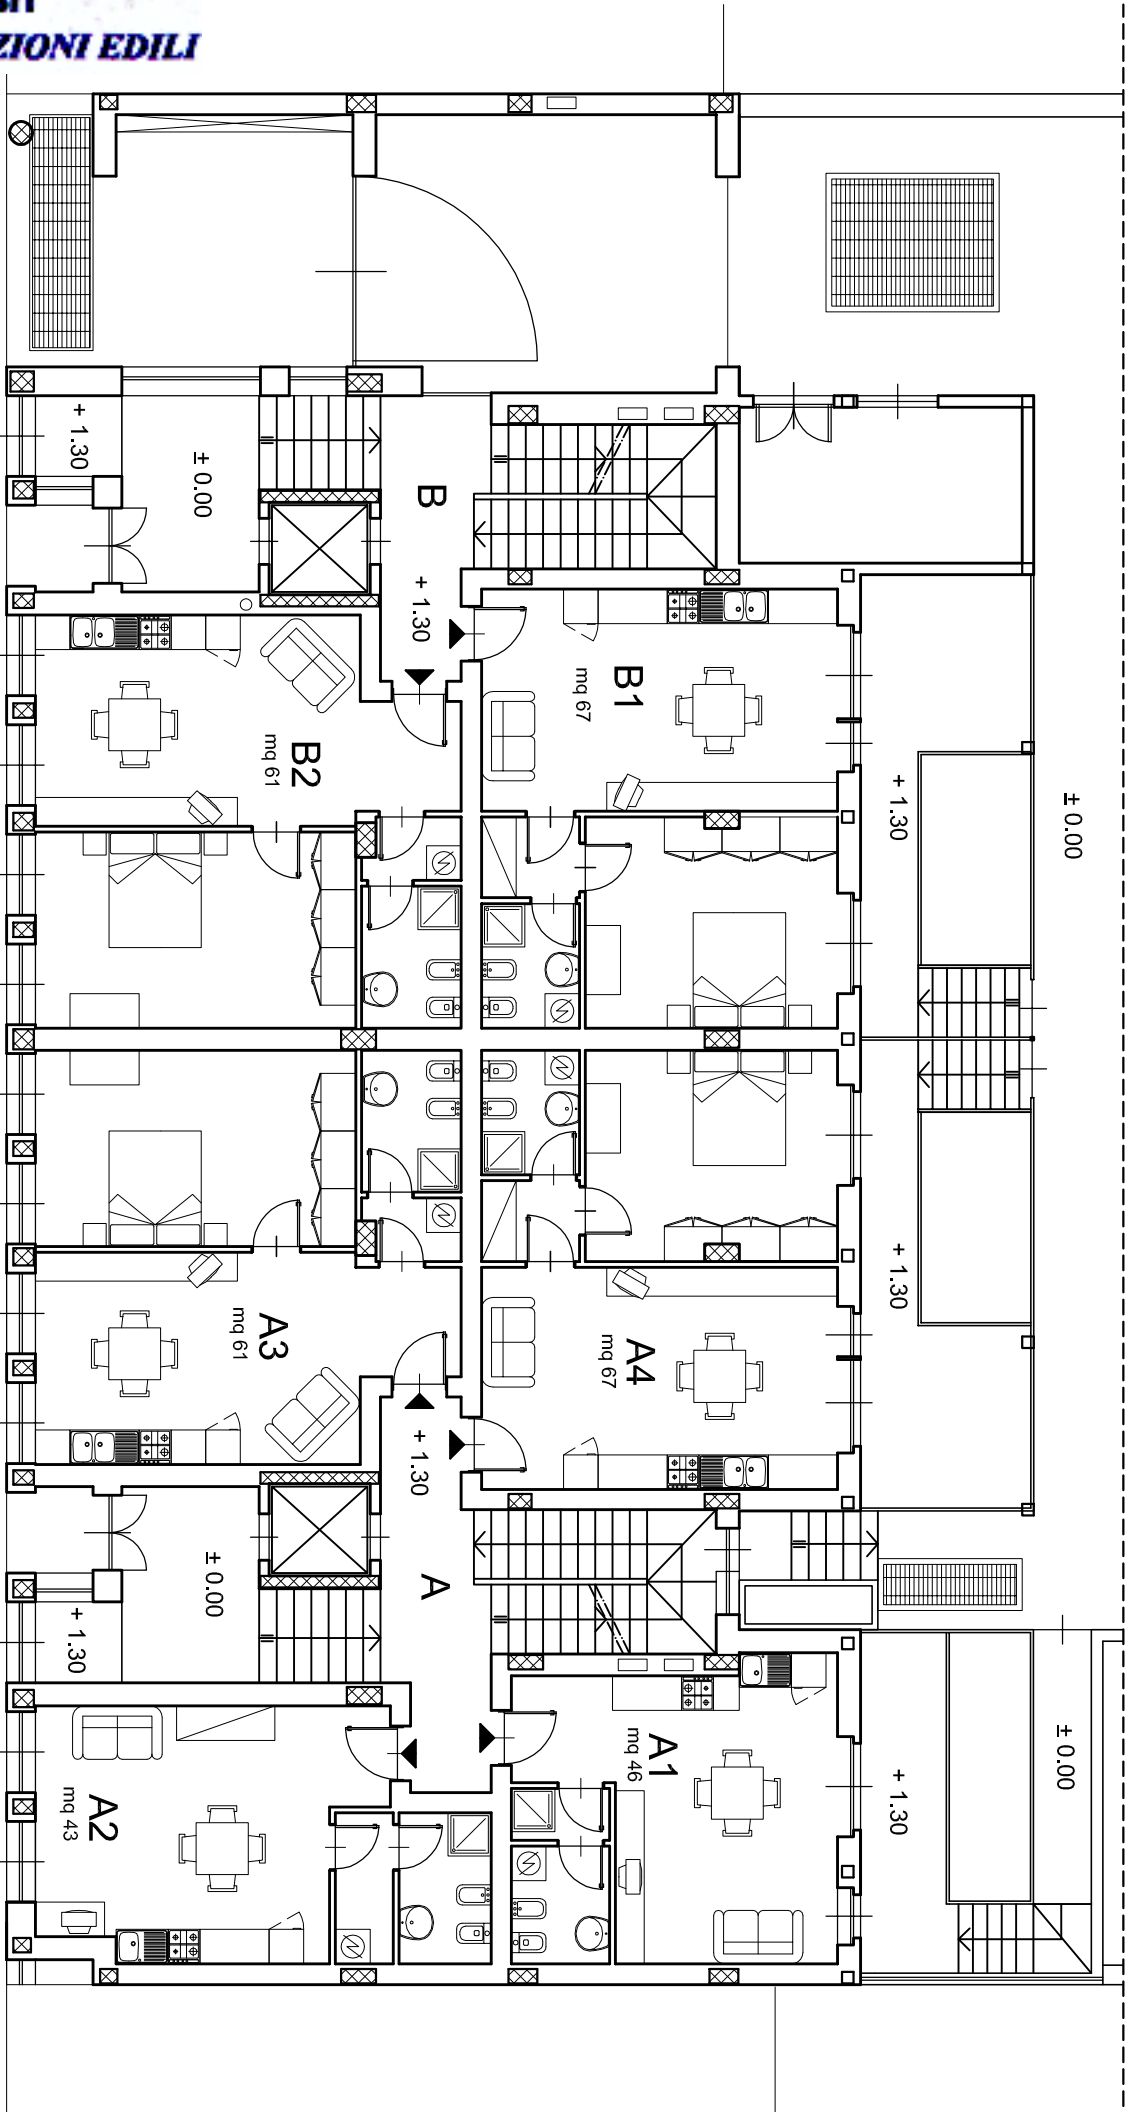 ZIONI EDILI
+ 1.30
± 0.00
B
+ 1.30
B1
mq 67
B2
mq 61
+ 1.30
± 0.00
A3
mq 61
A4
mq 67
+ 1.30
+ 1.30
A
± 0.00
+ 1.30
A1
mq 46
A2
mq 43
+ 1.30
± 0.00